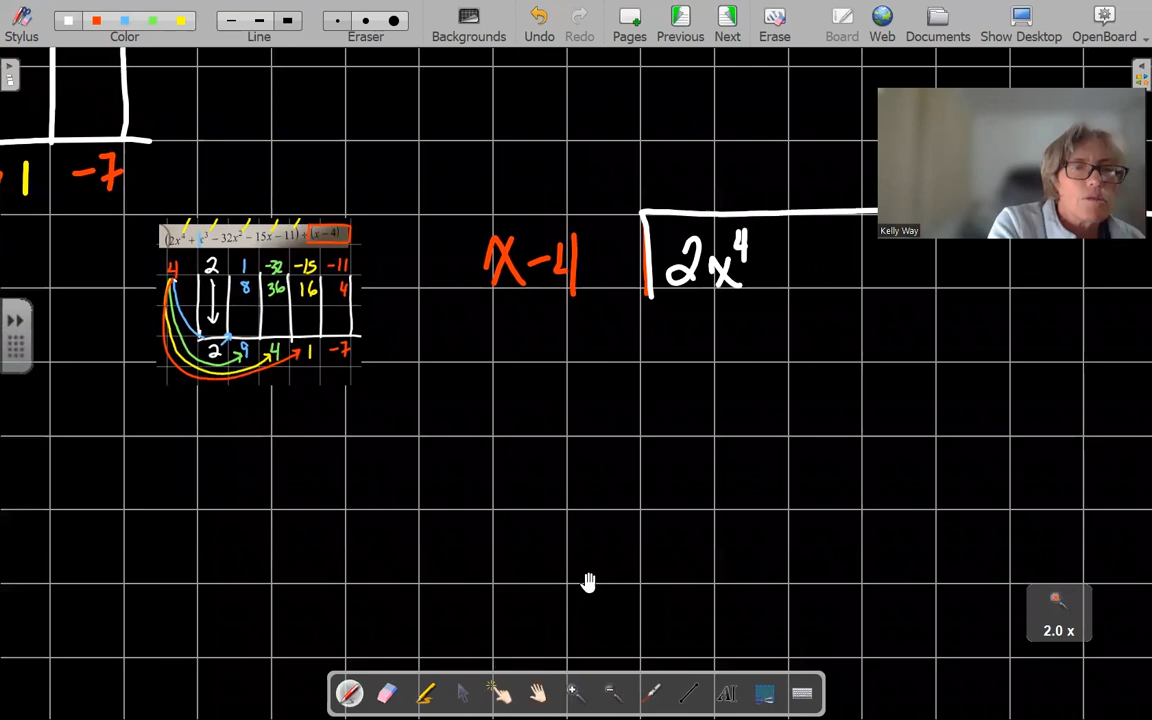 Stylus Color Line Eraser Backgrounds Undo Redo Pages Previous Next Erase Board Web Documents Show Desktop OpenBoard
1 -7
Kelly Way
(2x⁴ + x³ - 32x² - 15x - 11) ÷ (x - 4)
4 2 1 -32 -15 -11
8 36 16 4
2 9 4 1 -7
x-4 2x⁴
2.0 x
AI